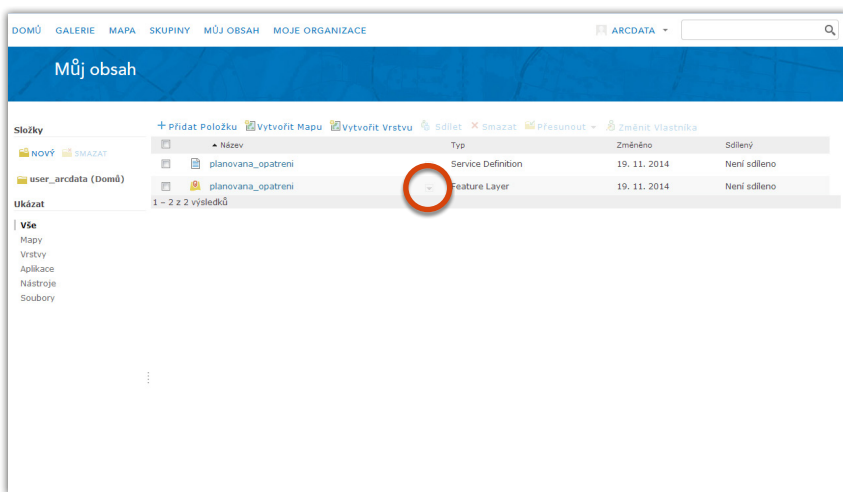 DOMŮ GALERIE MAPA SKUPINY MŮJ OBSAH MOJE ORGANIZACE ARCDATA
Můj obsah
Složky
NOVÝ SMAZAT
user_arcdata (Domů)
Ukázat
Vše
Mapy
Vrstvy
Aplikace
Nástroje
Soubory
Přidat Položku Vytvořit Mapu Vytvořit Vrstvu Sdílet Smazat Přesunout Změnit Vlastníka
Název Typ Změněno Sdílený
planovana_opatreni Service Definition 19. 11. 2014 Není sdíleno
planovana_opatreni Feature Layer 19. 11. 2014 Není sdíleno
1 – 2 z 2 výsledků